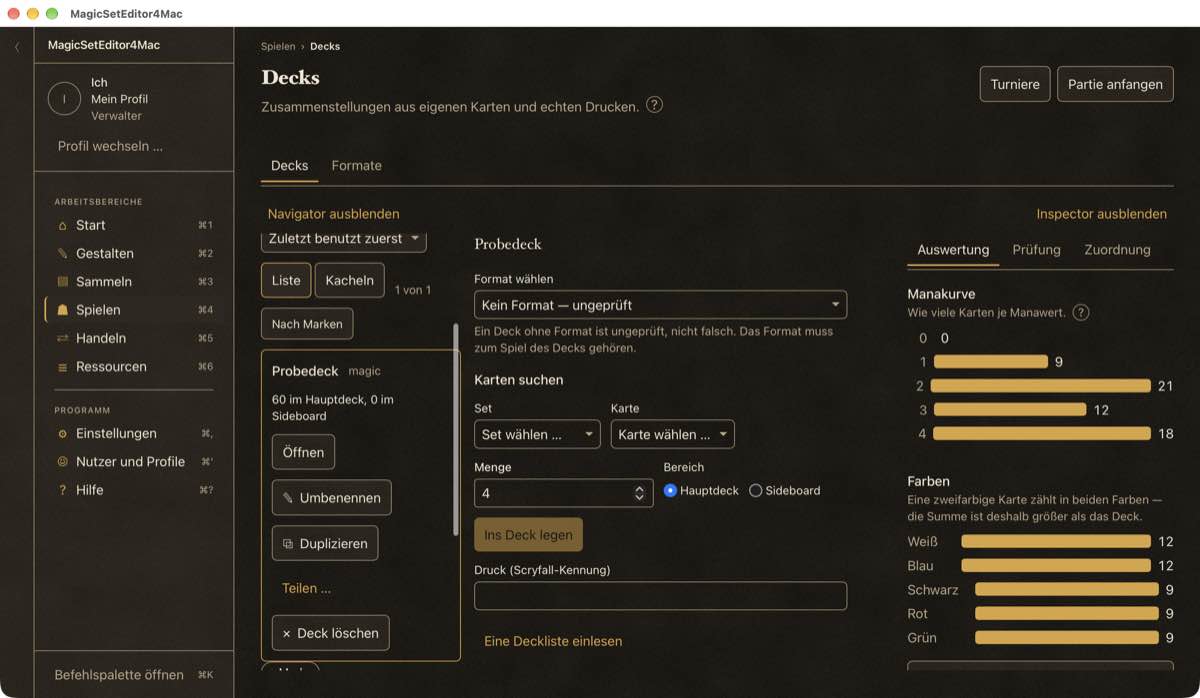 MagicSetEditor4Mac
MagicSetEditor4Mac
I
Ich
Mein Profil
Verwalter
Profil wechseln ...
ARBEITSBEREICHE
Start ⌘1
Gestalten ⌘2
Sammeln ⌘3
Spielen ⌘4
Handeln ⌘5
Ressourcen ⌘6
PROGRAMM
Einstellungen ⌘,
Nutzer und Profile ⌘'
? Hilfe ⌘?
Befehlspalette öffnen ⌘K
Spielen › Decks
Decks
Zusammenstellungen aus eigenen Karten und echten Drucken. ?
Turniere
Partie anfangen
Decks
Formate
Navigator ausblenden
Inspector ausblenden
Zuletzt benutzt zuerst
Liste
Kacheln
1 von 1
Nach Marken
Probedeck magic
60 im Hauptdeck, 0 im
Sideboard
Öffnen
Umbenennen
Duplizieren
Teilen ...
× Deck löschen
Probedeck
Format wählen
Kein Format — ungeprüft
Ein Deck ohne Format ist ungeprüft, nicht falsch. Das Format muss
zum Spiel des Decks gehören.
Karten suchen
Set
Karte
Set wählen ...
Karte wählen ...
Menge
Bereich
4
Hauptdeck
Sideboard
Ins Deck legen
Druck (Scryfall-Kennung)
Eine Deckliste einlesen
Auswertung
Prüfung
Zuordnung
Manakurve
Wie viele Karten je Manawert. ?
0 0
1 9
2 21
3 12
4 18
Farben
Eine zweifarbige Karte zählt in beiden Farben —
die Summe ist deshalb größer als das Deck.
Weiß 12
Blau 12
Schwarz 9
Rot 9
Grün 9